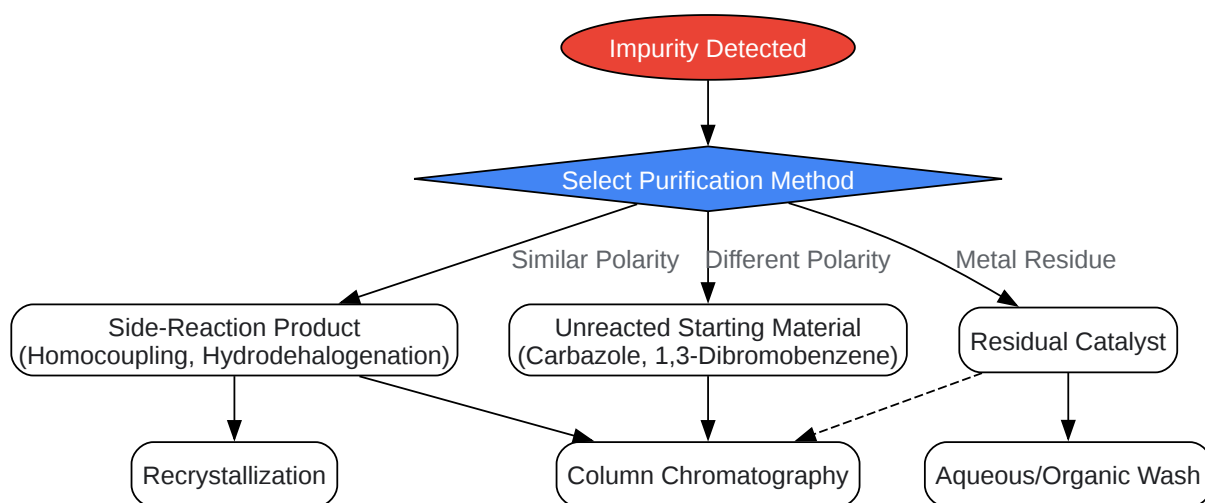 Impurity Detected
Select Purification Method
Similar Polarity
Different Polarity
Metal Residue
Side-Reaction Product
(Homocoupling, Hydrodehalogenation)
Unreacted Starting Material
(Carbazole, 1,3-Dibromobenzene)
Residual Catalyst
Recrystallization
Column Chromatography
Aqueous/Organic Wash